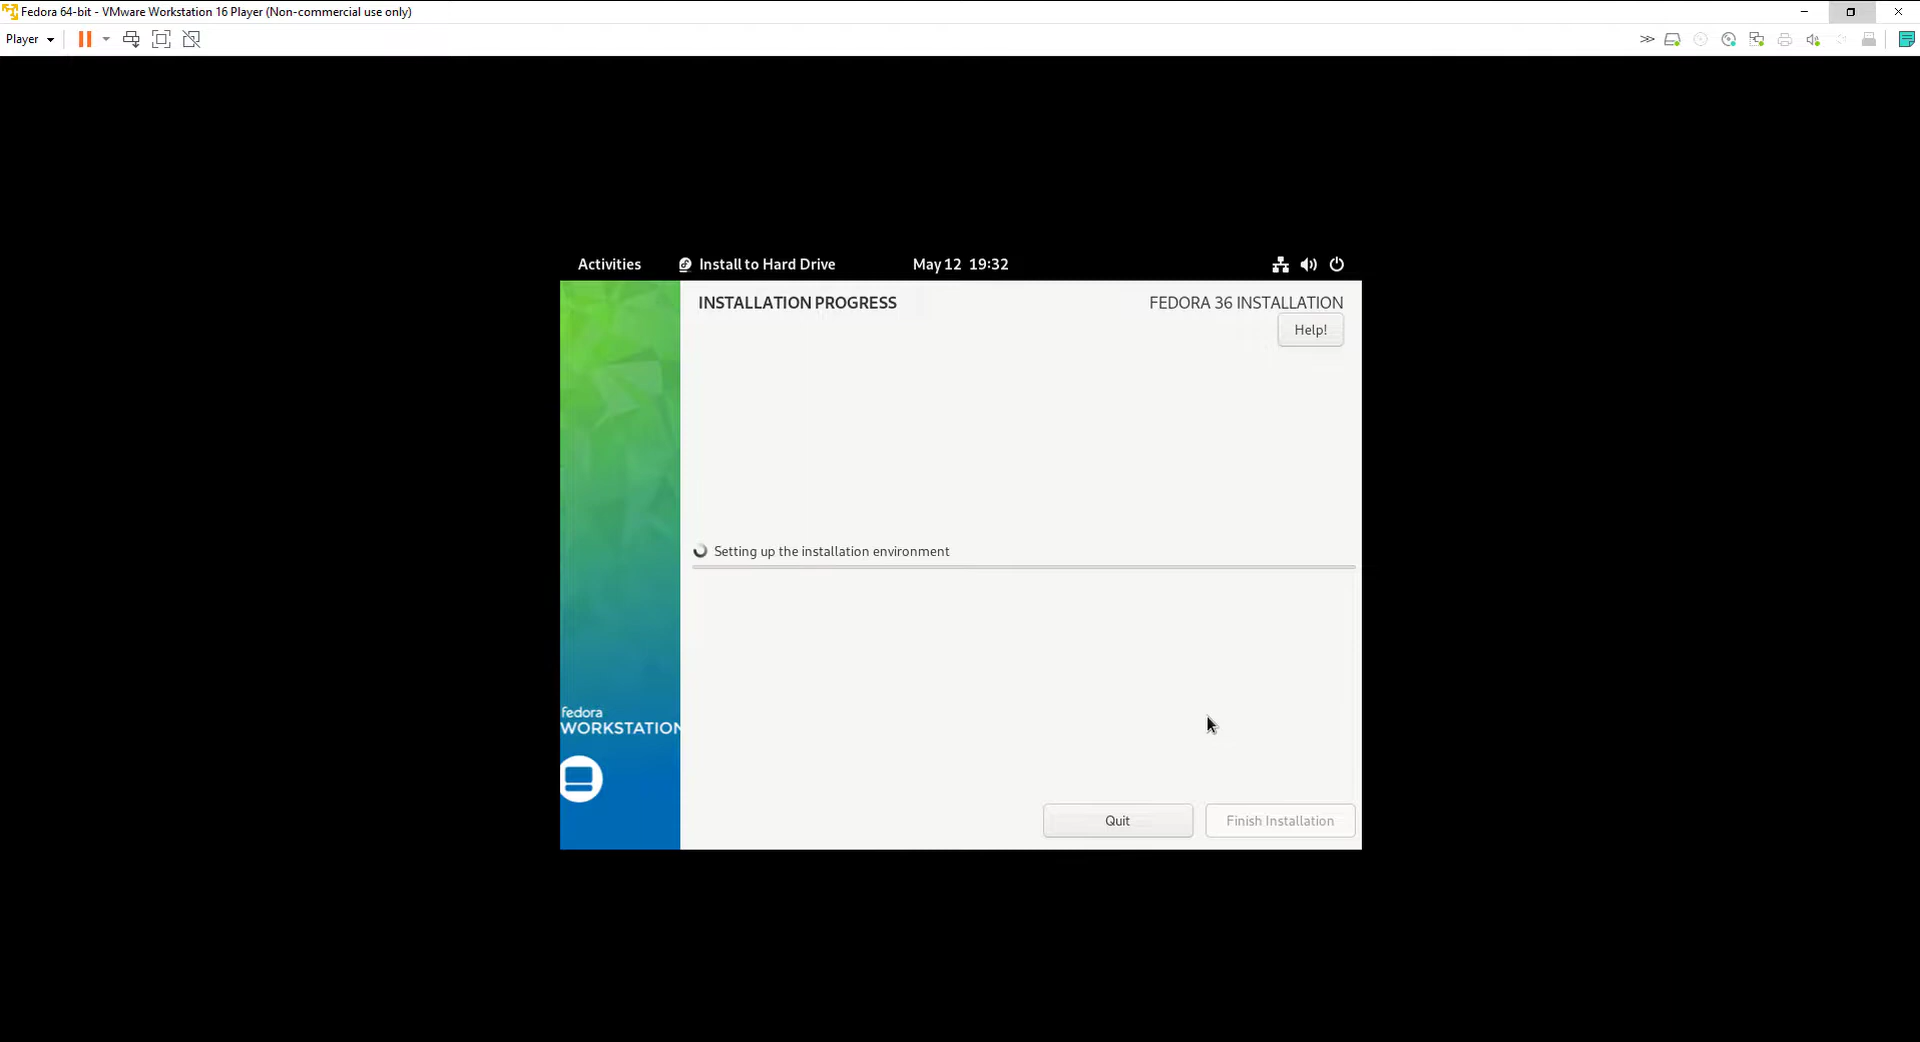 Fedora 64-bit - VMware Workstation 16 Player (Non-commercial use only)
Player
Activities
Install to Hard Drive
May 12 19:32
INSTALLATION PROGRESS
FEDORA 36 INSTALLATION
Help!
Setting up the installation environment
fedora
WORKSTATION
Quit
Finish Installation